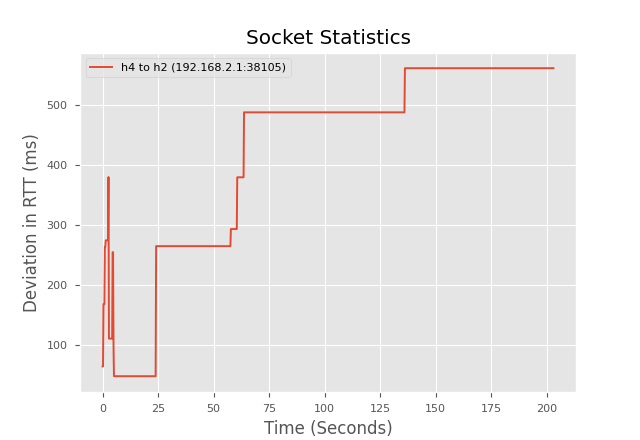 Socket Statistics
h4 to h2 (192.168.2.1:38105)
Deviation in RTT (ms)
500
400
300
200
100
0 25 50 75 100 125 150 175 200
Time (Seconds)